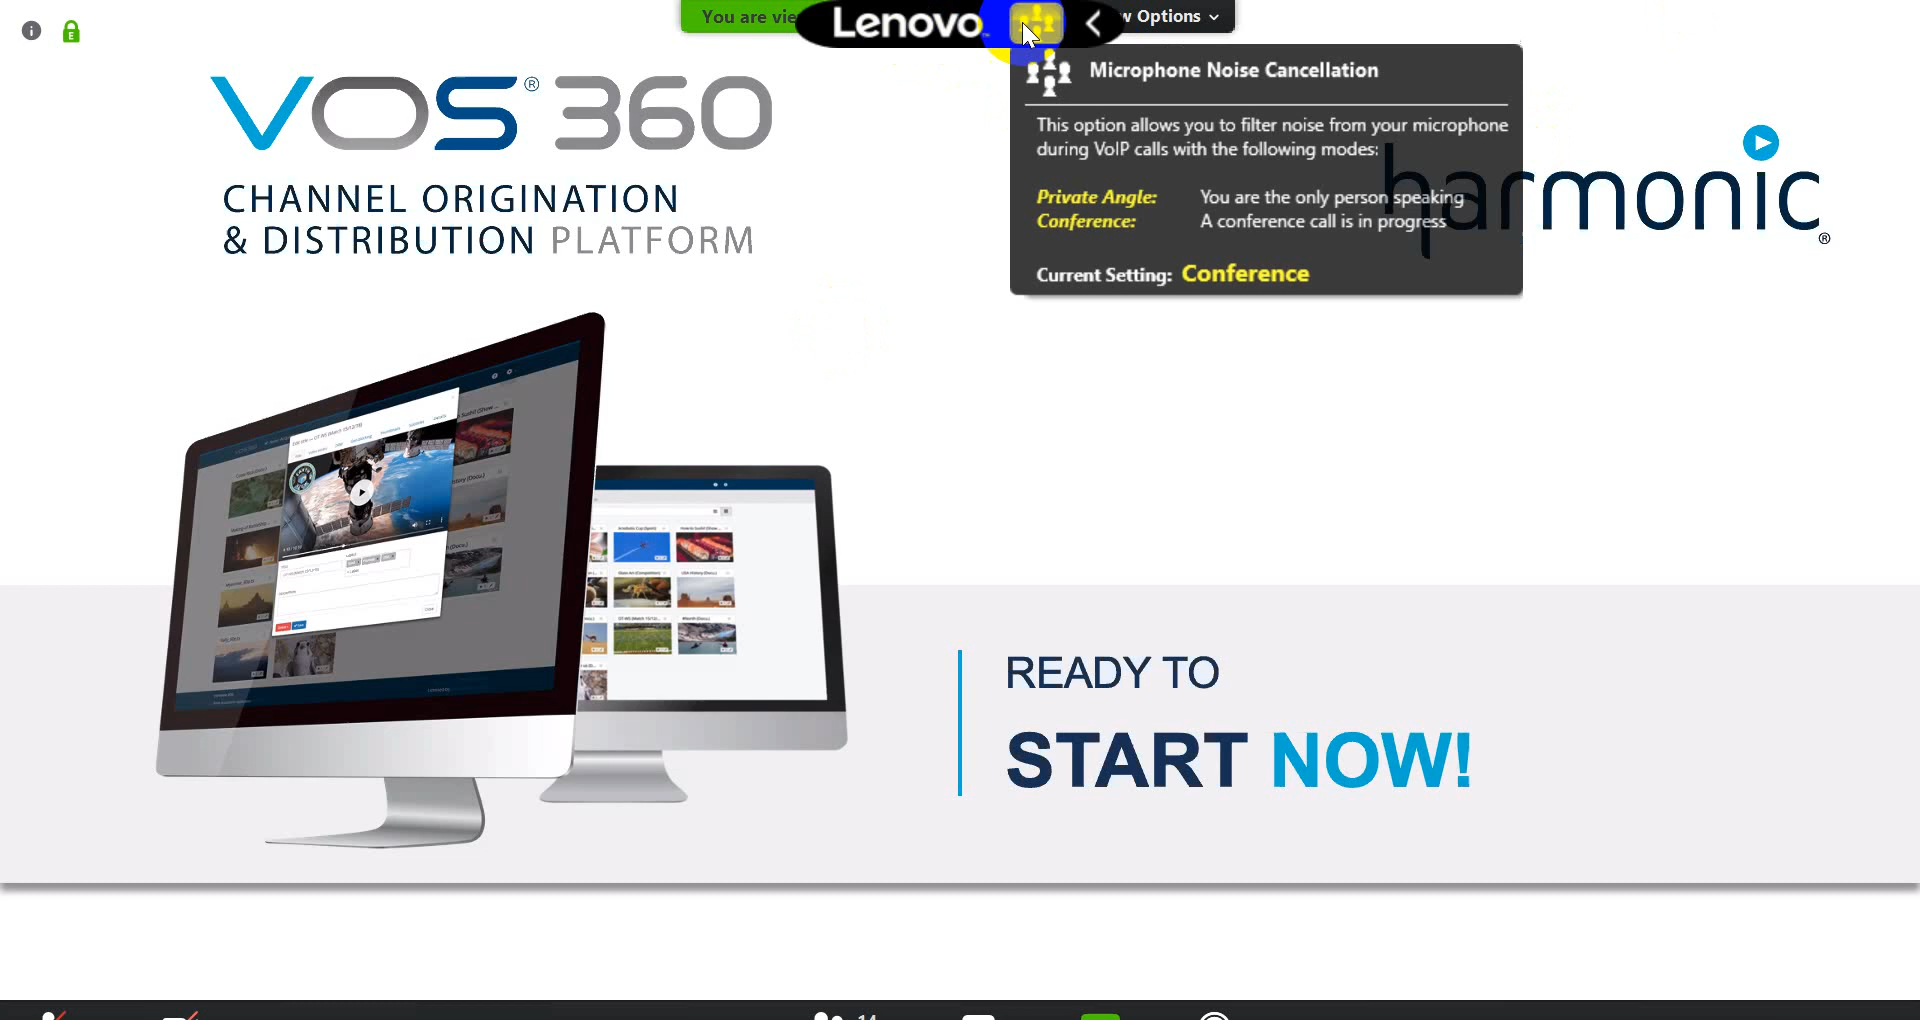 You are vie
Lenovo
w Options
E
VOS® 360
CHANNEL ORIGINATION
& DISTRIBUTION PLATFORM
Microphone Noise Cancellation
This option allows you to filter noise from your microphone
during VoIP calls with the following modes:
Private Angle: You are the only person speaking
Conference: A conference call is in progress
Current Setting: Conference
harmonic®
READY TO
START NOW!
14